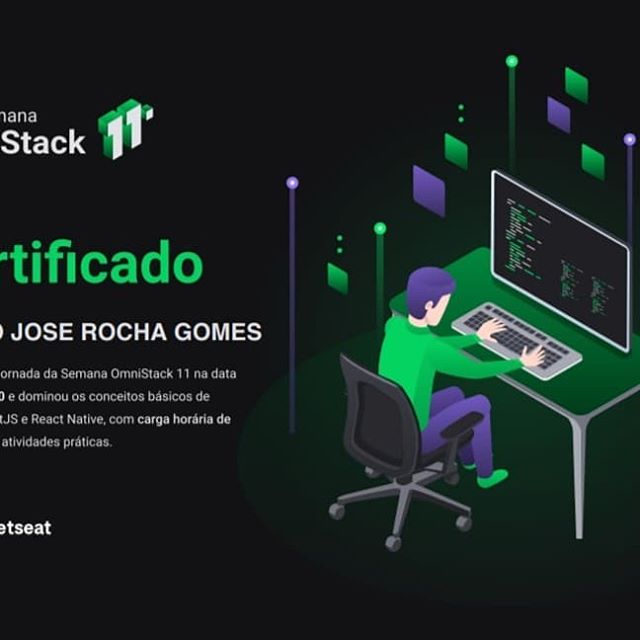 mana
Stack 11
rtificado
O JOSE ROCHA GOMES
ornada da Semana OmniStack 11 na data
0 e dominou os conceitos básicos de
tJS e React Native, com carga horária de
atividades práticas.
etseat